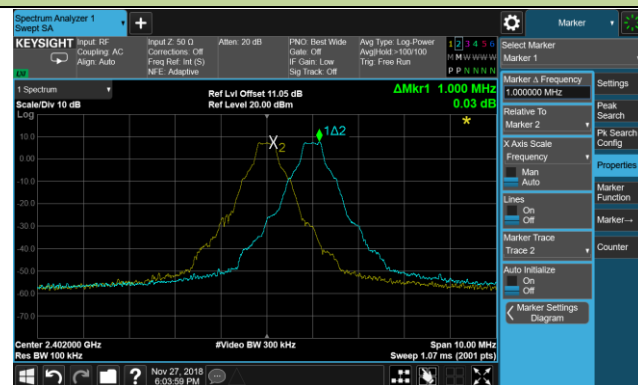 Spectrum Analyzer 1
Swept SA
Marker
KEYSIGHT
Input: RF
Coupling: AC
Align: Auto
Input Z: 50 Ω
Corrections: Off
Freq Ref: Int (S)
NFE: Adaptive
Atten: 20 dB
PNO: Best Wide
Gate: Off
IF Gain: Low
Sig Track: Off
Avg Type: Log-Power
Avg|Hold >100/100
Trig: Free Run
1 2 3 4 5 6
M M W W W W
P P N N N N
LXI
Select Marker
Marker 1
1 Spectrum
Scale/Div 10 dB
Log
Ref Lvl Offset 11.05 dB
Ref Level 20.00 dBm
ΔMkr1 1.000 MHz
0.03 dB
1Δ2
2
10.0
0.00
-10.0
-20.0
-30.0
-40.0
-50.0
-60.0
-70.0
Center 2.402000 GHz
Res BW 100 kHz
#Video BW 300 kHz
Span 10.00 MHz
Sweep 1.07 ms (2001 pts)
Marker Δ Frequency
1.000000 MHz
Relative To
Marker 2
X Axis Scale
Frequency
Man
Auto
Lines
On
Off
Marker Trace
Trace 2
Auto Initialize
On
Off
Marker Settings
Diagram
Settings
Peak
Search
Pk Search
Config
Properties
Marker
Function
Marker→
Counter
Nov 27, 2018
6:03:59 PM